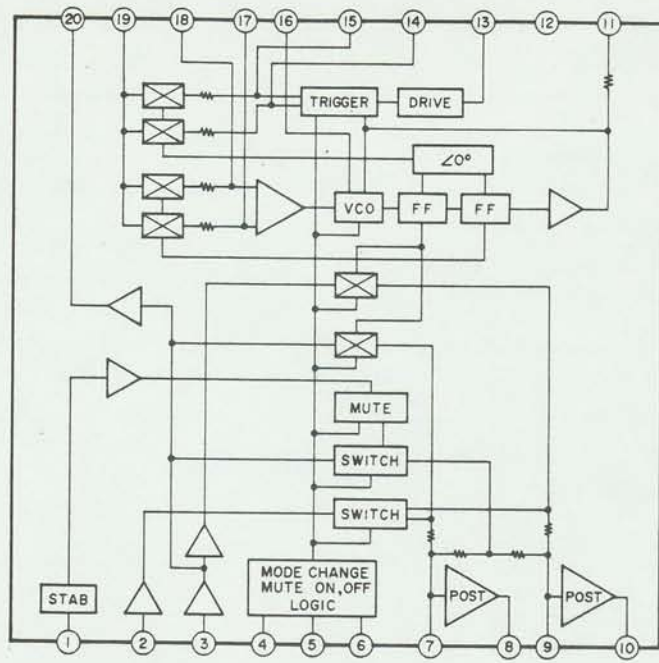 20 19 18 17 16 15 14 13 12 11
TRIGGER DRIVE
∠0°
VCO FF FF
MUTE
SWITCH
SWITCH
MODE CHANGE
MUTE ON, OFF
LOGIC
STAB
POST POST
1 2 3 4 5 6 7 8 9 10